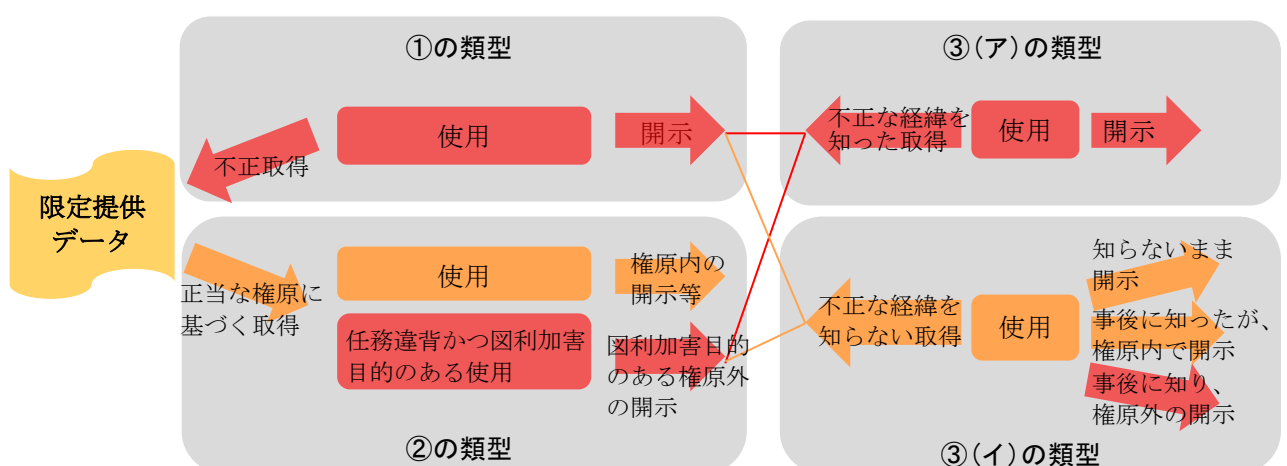 限定提供
データ
①の類型
不正取得
使用
開示
正当な権原に
基づく取得
使用
権原内の
開示等
任務違背かつ図利加害
目的のある使用
図利加害目的
のある権原外
の開示
②の類型
③(ア)の類型
不正な経緯を
知った取得
使用
開示
不正な経緯を
知らない取得
使用
知らないまま
開示
事後に知ったが、
権原内で開示
事後に知り、
権原外の開示
③(イ)の類型